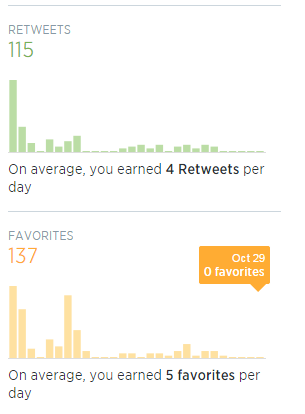 RETWEETS
115
On average, you earned 4 Retweets per
day
FAVORITES
137
Oct 29
0 favorites
On average, you earned 5 favorites per
day